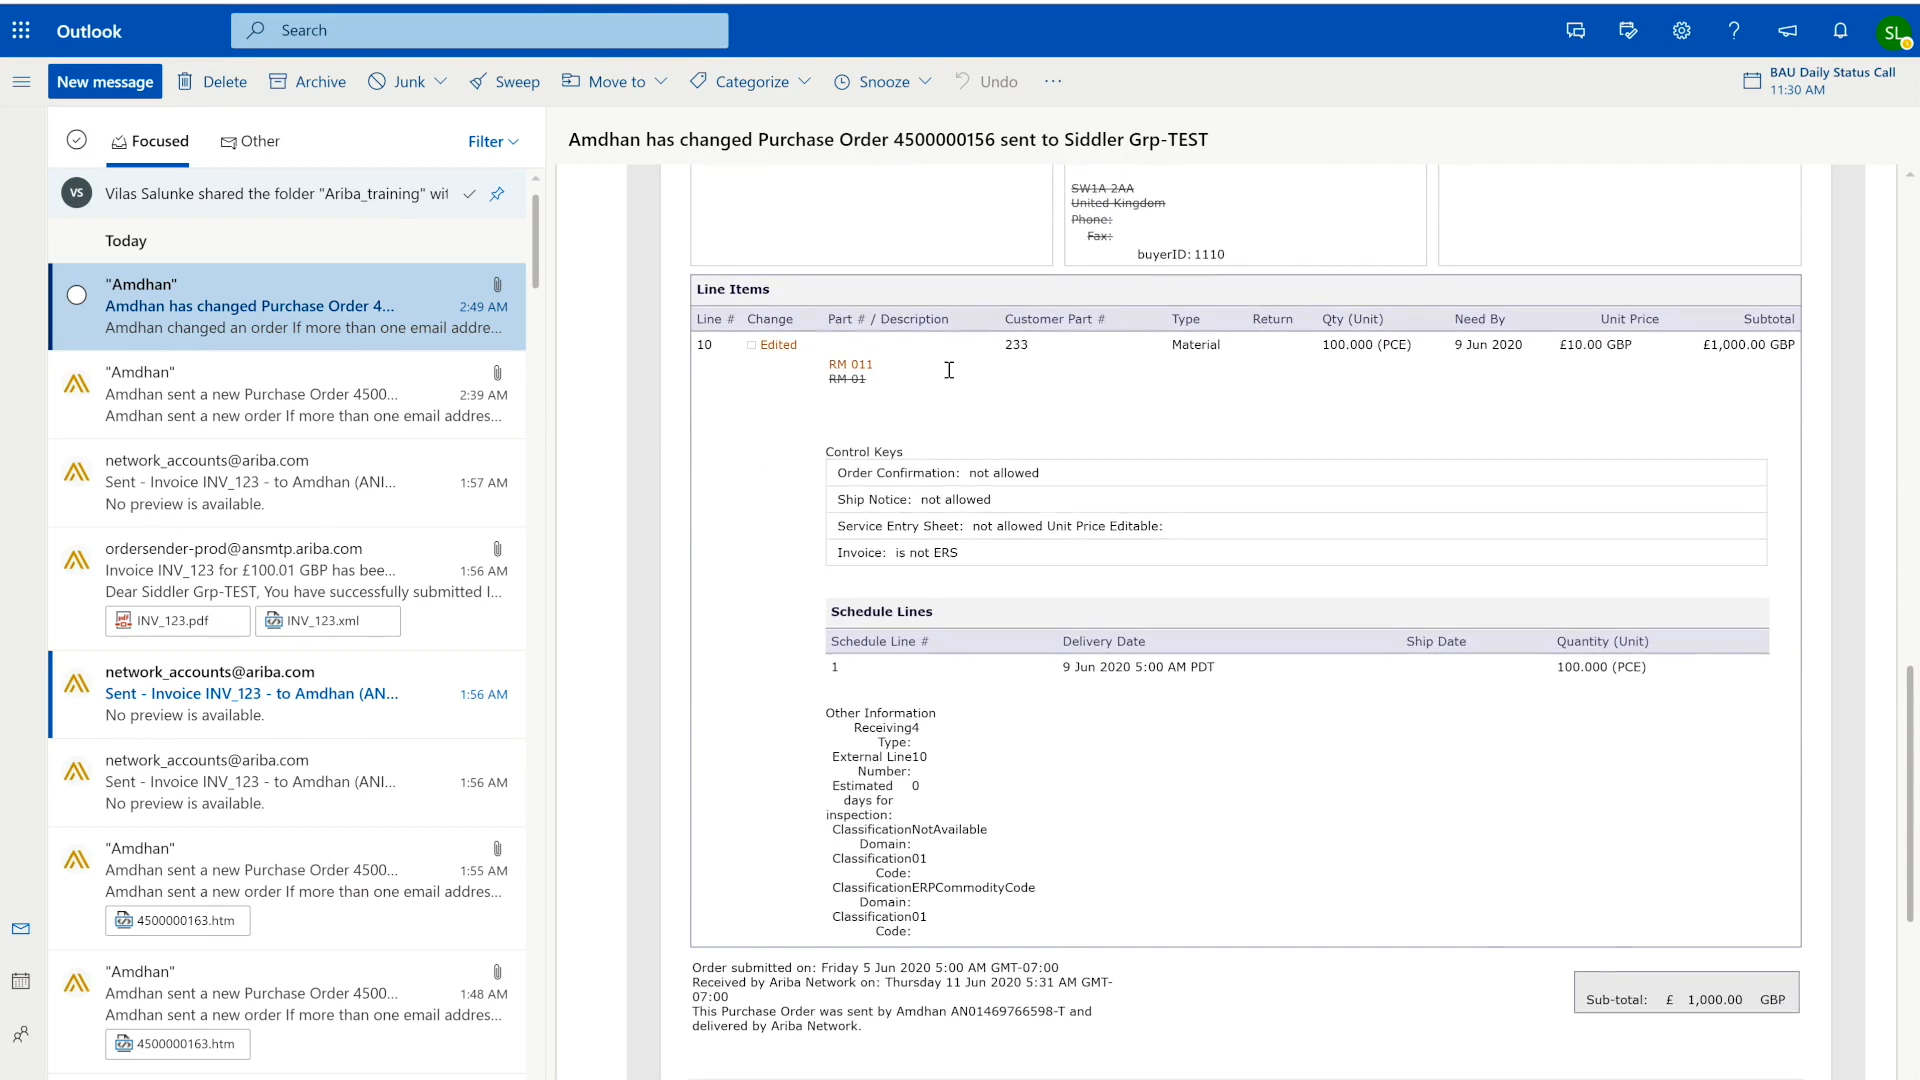 Outlook
Search
SL
New message
Delete
Archive
Junk
Sweep
Move to
Categorize
Snooze
Undo
BAU Daily Status Call
11:30 AM
Focused
Other
Filter
VS
Vilas Salunke shared the folder "Ariba_training" wit
Today
"Amdhan"
Amdhan has changed Purchase Order 4... 2:49 AM
Amdhan changed an order If more than one email addre...
"Amdhan"
Amdhan sent a new Purchase Order 4500... 2:39 AM
Amdhan sent a new order If more than one email addres...
network_accounts@ariba.com
Sent - Invoice INV_123 - to Amdhan (ANI... 1:57 AM
No preview is available.
ordersender-prod@ansmtp.ariba.com
Invoice INV_123 for £100.01 GBP has bee... 1:56 AM
Dear Siddler Grp-TEST, You have successfully submitted I...
INV_123.pdf
INV_123.xml
network_accounts@ariba.com
Sent - Invoice INV_123 - to Amdhan (AN... 1:56 AM
No preview is available.
network_accounts@ariba.com
Sent - Invoice INV_123 - to Amdhan (ANI... 1:56 AM
No preview is available.
"Amdhan"
Amdhan sent a new Purchase Order 4500... 1:55 AM
Amdhan sent a new order If more than one email addres...
4500000163.htm
"Amdhan"
Amdhan sent a new Purchase Order 4500... 1:48 AM
Amdhan sent a new order If more than one email addres...
4500000163.htm
Amdhan has changed Purchase Order 4500000156 sent to Siddler Grp-TEST
SW1A 2AA
United Kingdom
Phone:
Fax:
buyerID: 1110
Line Items
Line # Change Part # / Description Customer Part # Type Return Qty (Unit) Need By Unit Price Subtotal
10 Edited 233 Material 100.000 (PCE) 9 Jun 2020 £10.00 GBP £1,000.00 GBP
RM 011
RM 01
Control Keys
Order Confirmation: not allowed
Ship Notice: not allowed
Service Entry Sheet: not allowed Unit Price Editable:
Invoice: is not ERS
Schedule Lines
Schedule Line # Delivery Date Ship Date Quantity (Unit)
1 9 Jun 2020 5:00 AM PDT 100.000 (PCE)
Other Information
Receiving4
Type:
External Line10
Number:
Estimated 0
days for
inspection:
ClassificationNotAvailable
Domain:
Classification01
Code:
ClassificationERPCommodityCode
Domain:
Classification01
Code:
Order submitted on: Friday 5 Jun 2020 5:00 AM GMT-07:00
Received by Ariba Network on: Thursday 11 Jun 2020 5:31 AM GMT-
07:00
This Purchase Order was sent by Amdhan AN01469766598-T and
delivered by Ariba Network.
Sub-total: £ 1,000.00 GBP